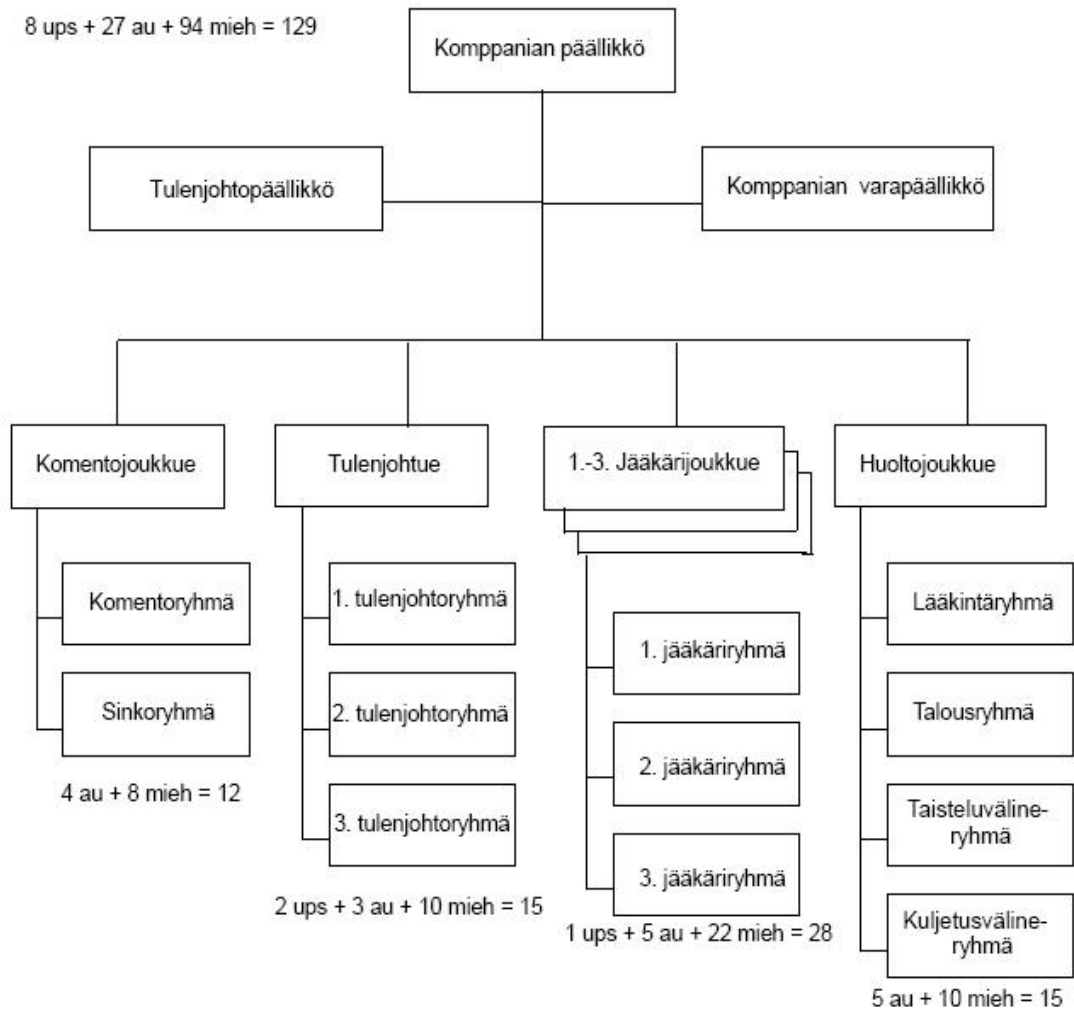 8 ups + 27 au + 94 mieh = 129
Komppanian päällikkö
Tulenjohtopäällikkö
Komppanian varapäällikkö
Komentojoukkue
Tulenjohtue
1.-3. Jääkärijoukkue
Huoltojoukkue
Komentoryhmä
Sinkoryhmä
4 au + 8 mieh = 12
1. tulenjohtoryhmä
2. tulenjohtoryhmä
3. tulenjohtoryhmä
2 ups + 3 au + 10 mieh = 15
1. jääkäriryhmä
2. jääkäriryhmä
3. jääkäriryhmä
1 ups + 5 au + 22 mieh = 28
Lääkintäryhmä
Talousryhmä
Taisteluväline-
ryhmä
Kuljetusväline-
ryhmä
5 au + 10 mieh = 15